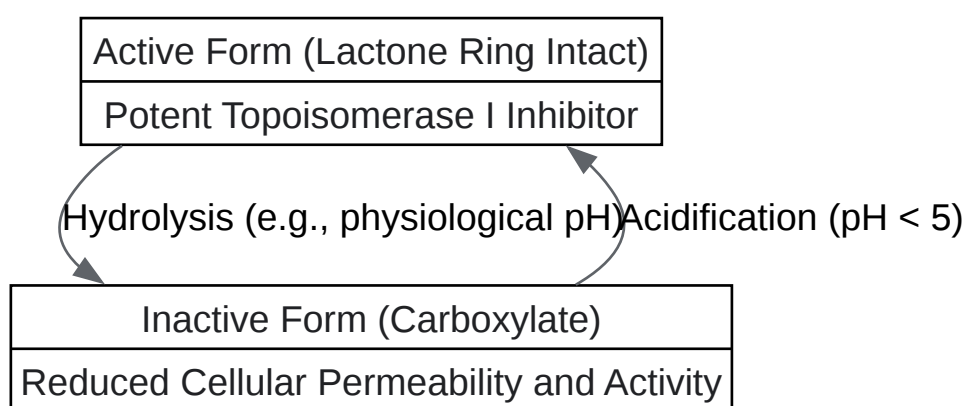 Active Form (Lactone Ring Intact)
Potent Topoisomerase I Inhibitor
Hydrolysis (e.g., physiological pH)
Acidification (pH < 5)
Inactive Form (Carboxylate)
Reduced Cellular Permeability and Activity